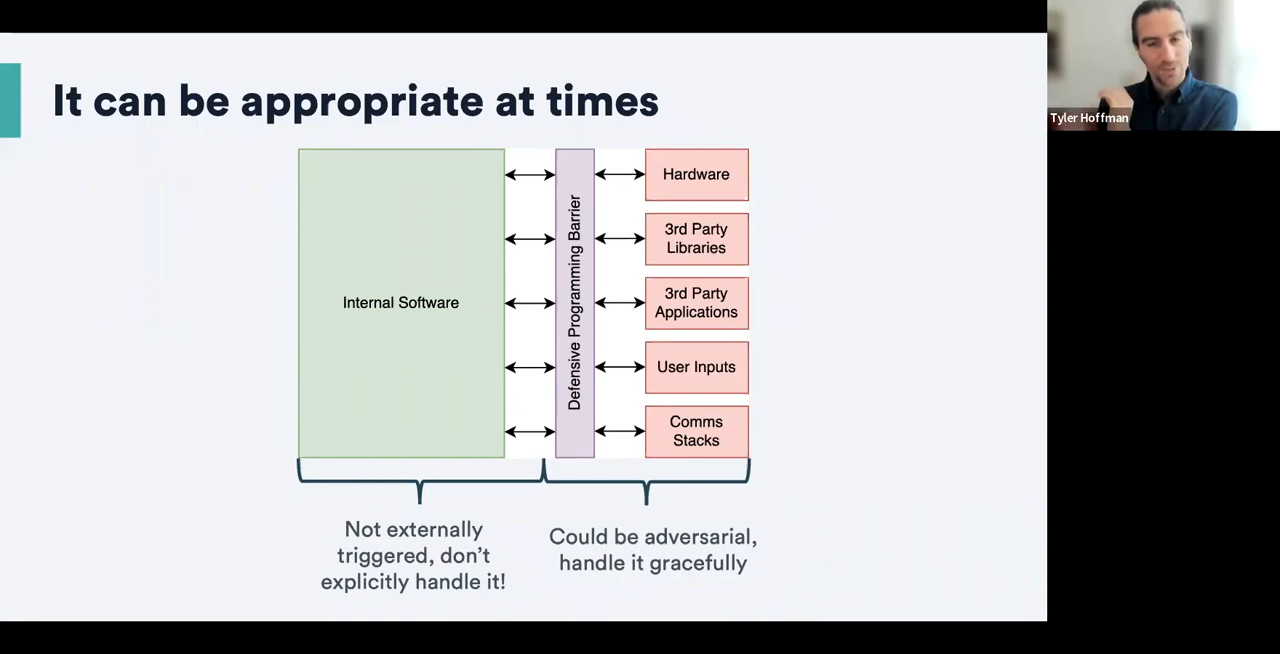 It can be appropriate at times
Tyler Hoffman
Internal Software
Defensive Programming Barrier
Hardware
3rd Party
Libraries
3rd Party
Applications
User Inputs
Comms
Stacks
Not externally
triggered, don’t
explicitly handle it!
Could be adversarial,
handle it gracefully